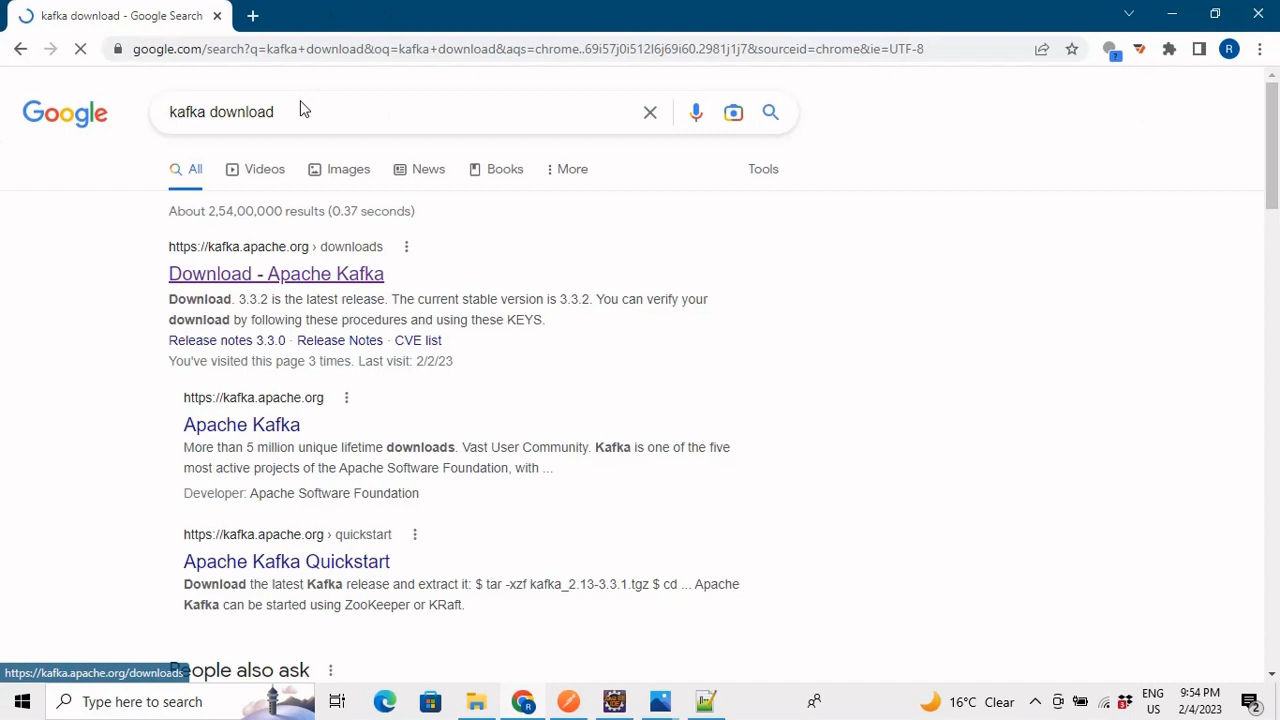 kafka download - Google Search
google.com/search?q=kafka+download&oq=kafka+download&aqs=chrome..69i57j0i512l6j69i60.2981j1j7&sourceid=chrome&ie=UTF-8
R
?
Google
kafka download
All
Videos
Images
News
Books
More
Tools
About 2,54,00,000 results (0.37 seconds)
https://kafka.apache.org › downloads
Download - Apache Kafka
Download. 3.3.2 is the latest release. The current stable version is 3.3.2. You can verify your
download by following these procedures and using these KEYS.
Release notes 3.3.0 · Release Notes · CVE list
You've visited this page 3 times. Last visit: 2/2/23
https://kafka.apache.org
Apache Kafka
More than 5 million unique lifetime downloads. Vast User Community. Kafka is one of the five
most active projects of the Apache Software Foundation, with ...
Developer: Apache Software Foundation
https://kafka.apache.org › quickstart
Apache Kafka Quickstart
Download the latest Kafka release and extract it: $ tar -xzf kafka_2.13-3.3.1.tgz $ cd ... Apache
Kafka can be started using ZooKeeper or KRaft.
https://kafka.apache.org/downloads
People also ask
Type here to search
16°C Clear
ENG
US
9:54 PM
2/4/2023
2